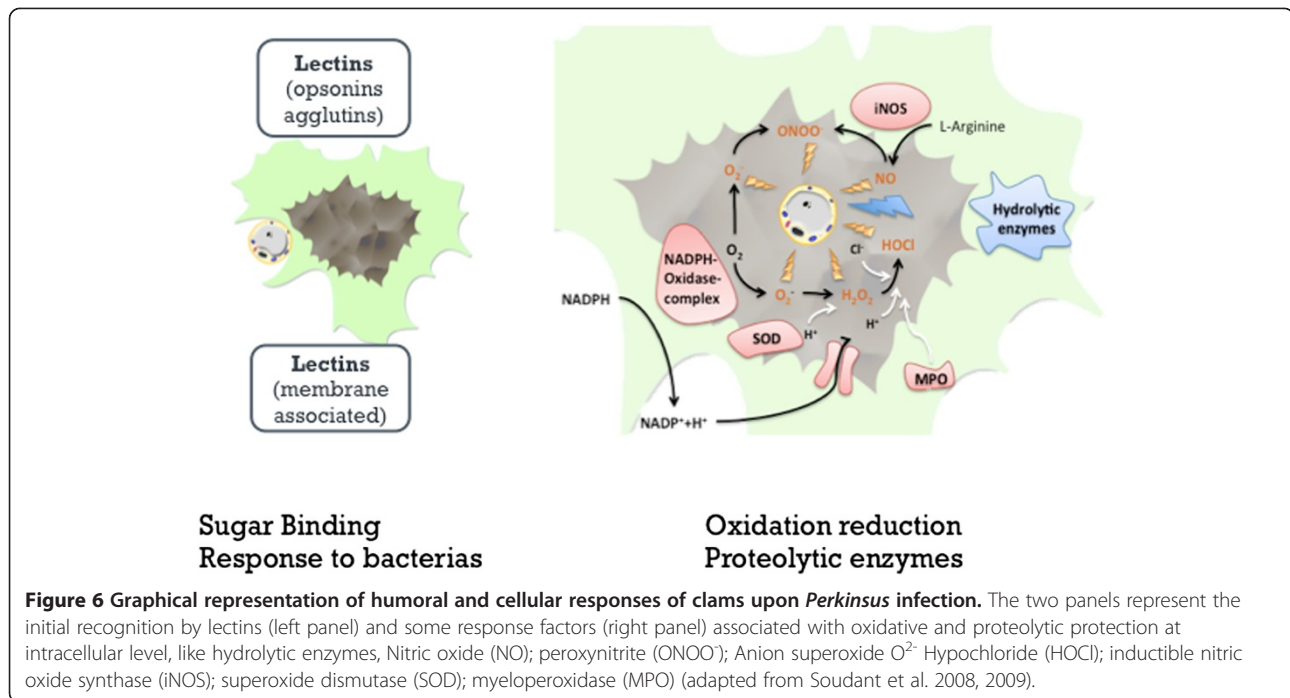 Lectins
(opsonins
agglutins)
Lectins
(membrane
associated)
Sugar Binding
Response to bacterias
iNOS
L-Arginine
ONOO⁻
O₂⁻
NO
Hydrolytic
enzymes
Cl⁻
HOCl
O₂
NADPH-
Oxidase-
complex
O₂⁻
H₂O₂
NADPH
H⁺
H⁺
SOD
MPO
NADP⁺+H⁺
Oxidation reduction
Proteolytic enzymes
Figure 6 Graphical representation of humoral and cellular responses of clams upon Perkinsus infection. The two panels represent the
initial recognition by lectins (left panel) and some response factors (right panel) associated with oxidative and proteolytic protection at
intracellular level, like hydrolytic enzymes, Nitric oxide (NO); peroxynitrite (ONOO⁻); Anion superoxide O²⁻ Hypochloride (HOCl); inductible nitric
oxide synthase (iNOS); superoxide dismutase (SOD); myeloperoxidase (MPO) (adapted from Soudant et al. 2008, 2009).